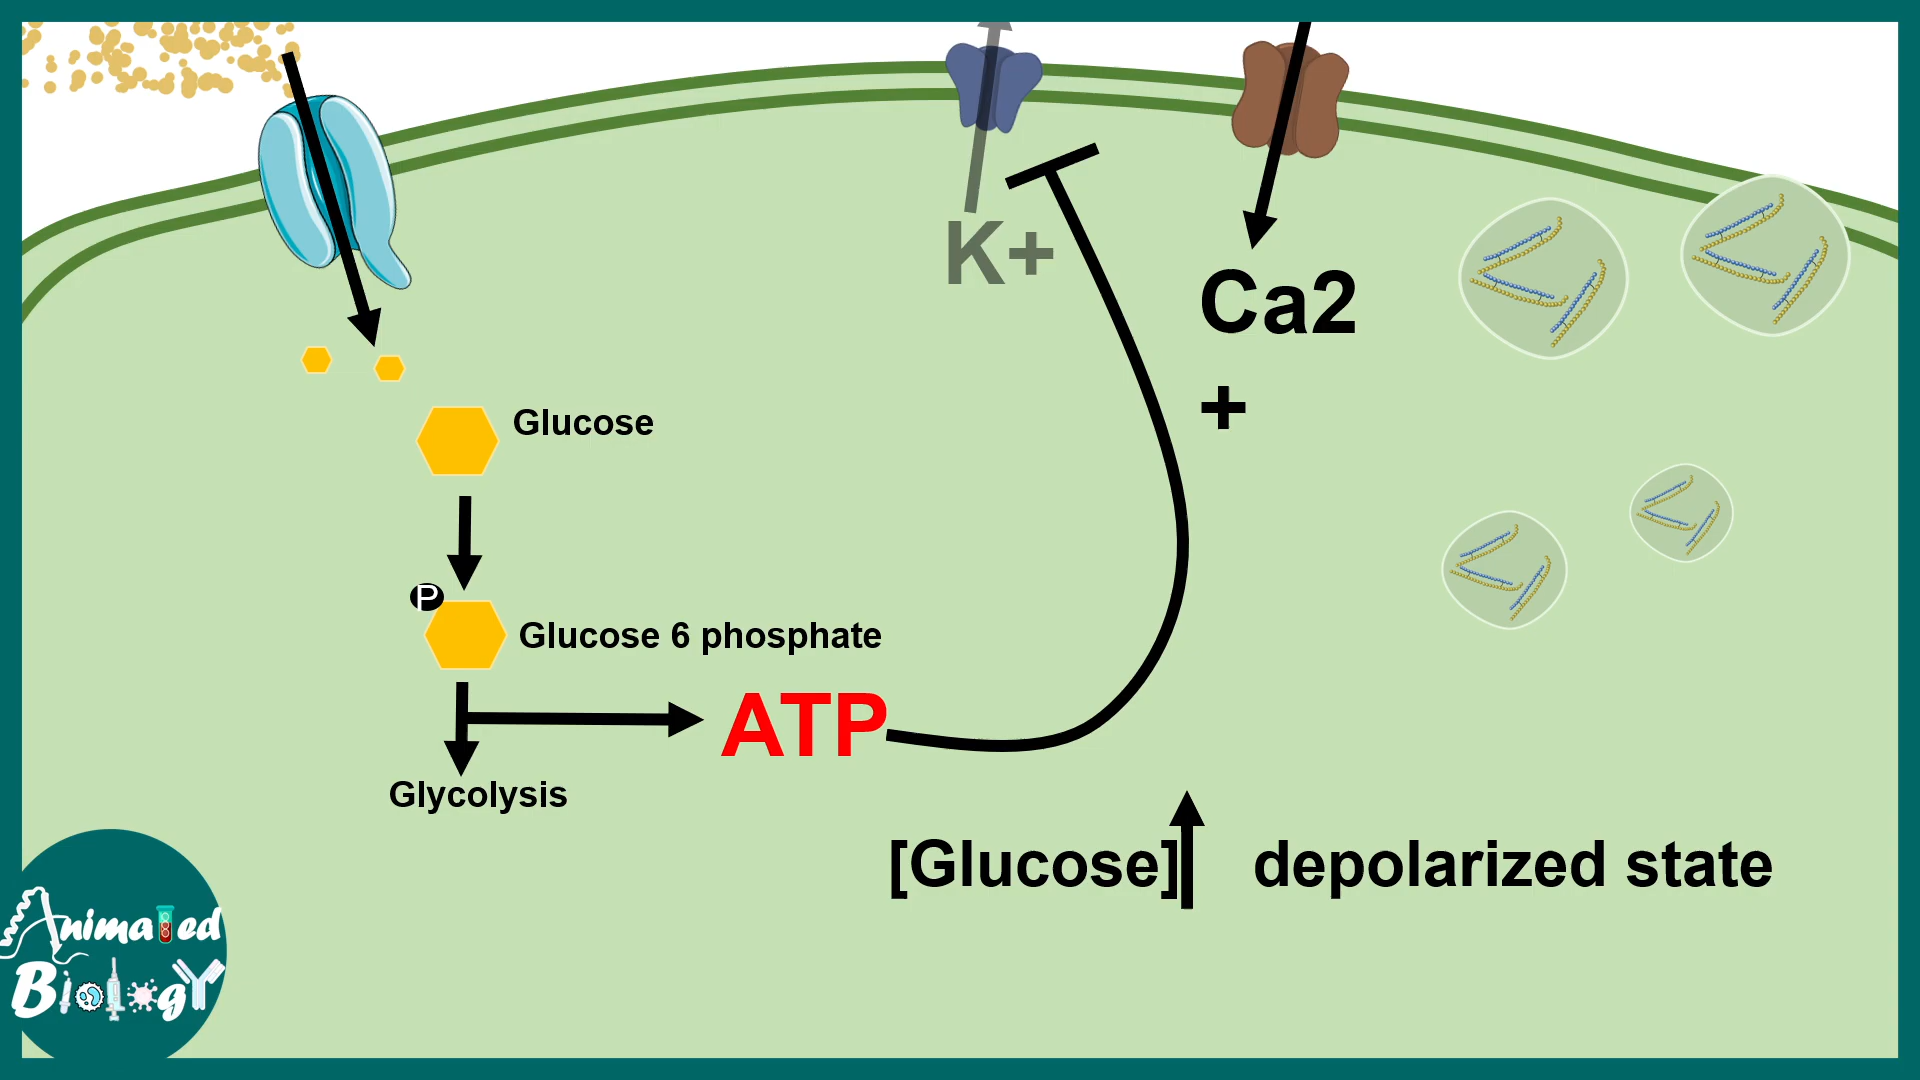 K+
Ca2
+
Glucose
P
Glucose 6 phosphate
ATP
Glycolysis
[Glucose] depolarized state
Animated
Biology